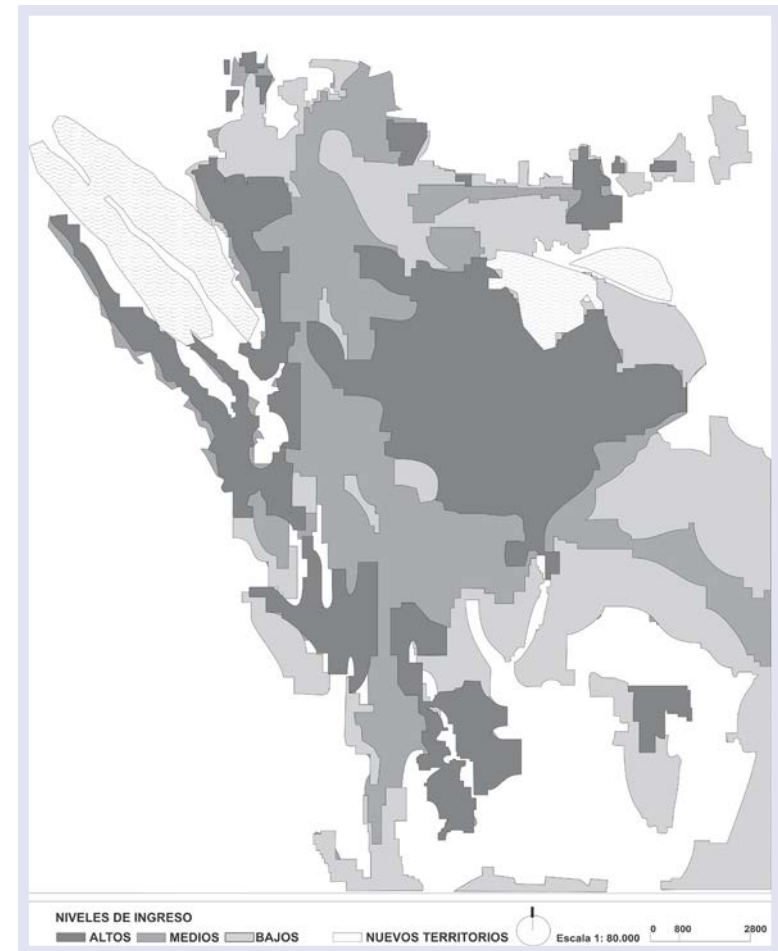 NIVELES DE INGRESO
ALTOS MEDIOS BAJOS NUEVOS TERRITORIOS Escala 1: 80.000 0 800 2800